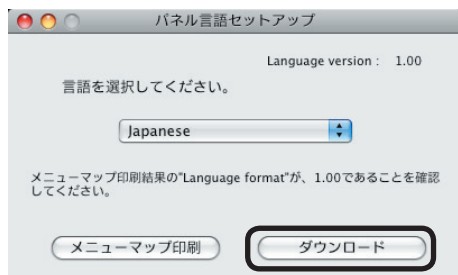 パネル言語セットアップ
Language version : 1.00
言語を選択してください。
Japanese
メニューマップ印刷結果の"Language format"が、1.00であることを確認
してください。
メニューマップ印刷
ダウンロード